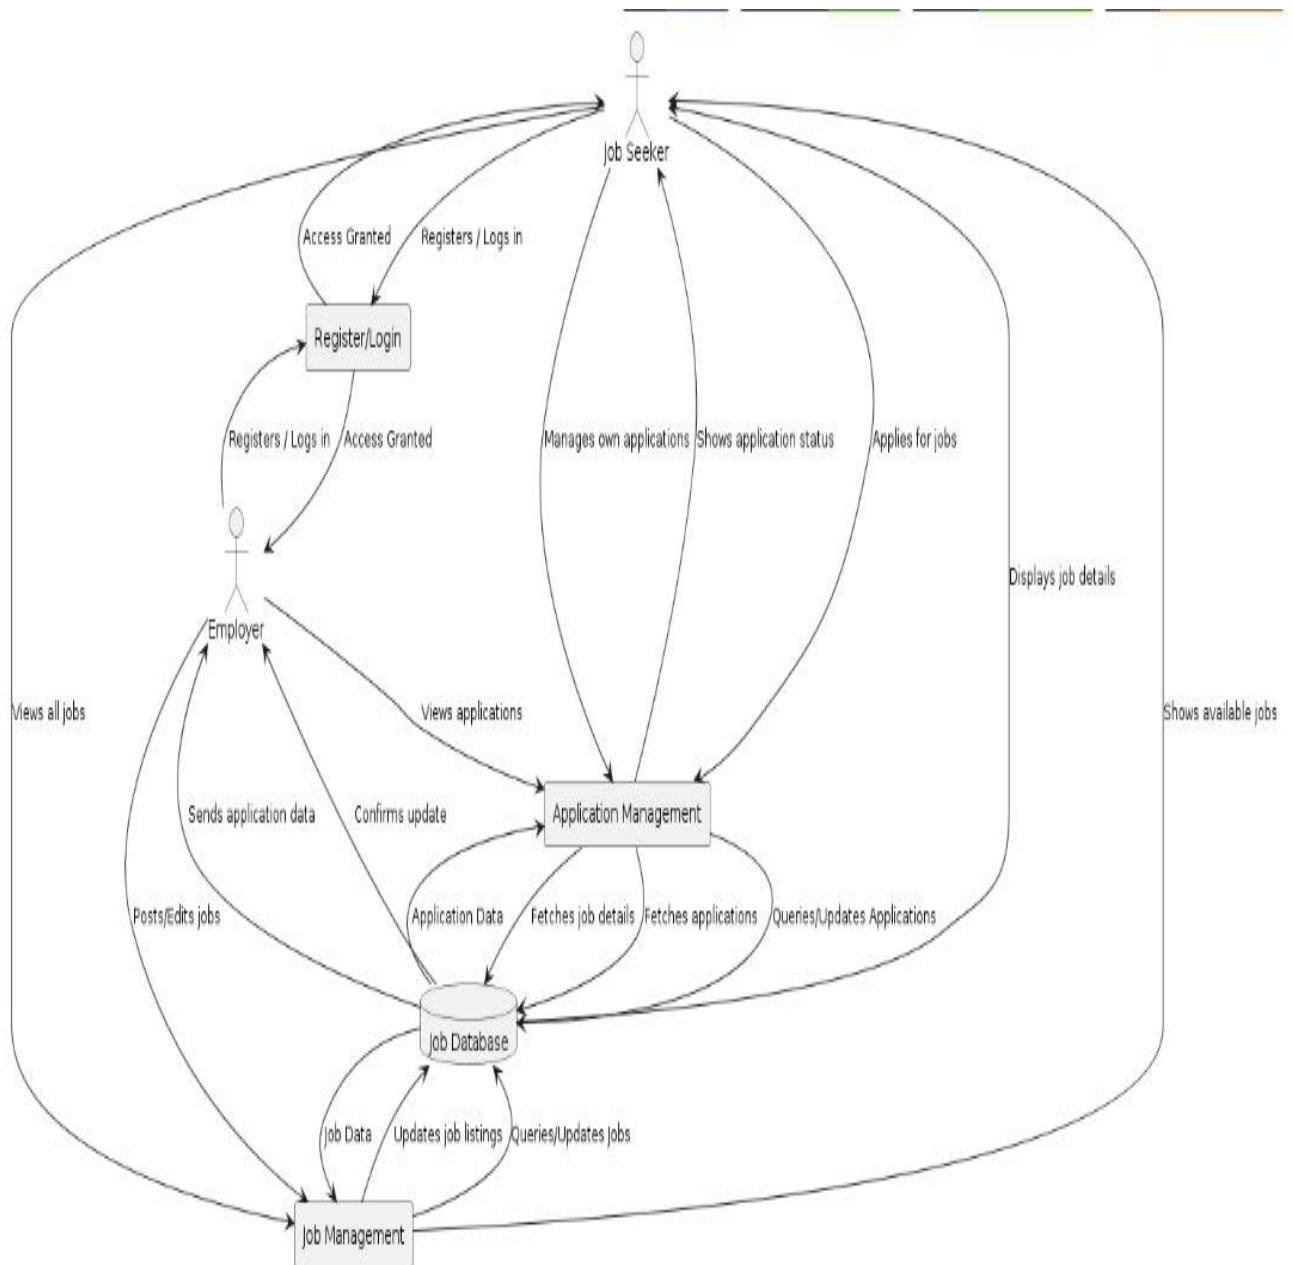 Job Seeker
Access Granted
Registers / Logs in
Register/Login
Registers / Logs in
Access Granted
Manages own applications
Shows application status
Applies for jobs
Displays job details
Employer
Views all jobs
Views applications
Shows available jobs
Sends application data
Confirms update
Application Management
Posts/Edits jobs
Application Data
Fetches job details
Fetches applications
Queries/Updates Applications
Job Database
Job Data
Updates job listings
Queries/Updates Jobs
Job Management